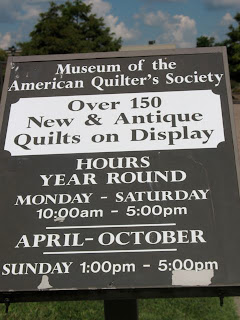 Museum of the
American Quilter's Society
Over 150
New & Antique
Quilts on Display
HOURS
YEAR ROUND
MONDAY - SATURDAY
10:00am - 5:00pm
APRIL - OCTOBER
SUNDAY 1:00pm - 5:00pm